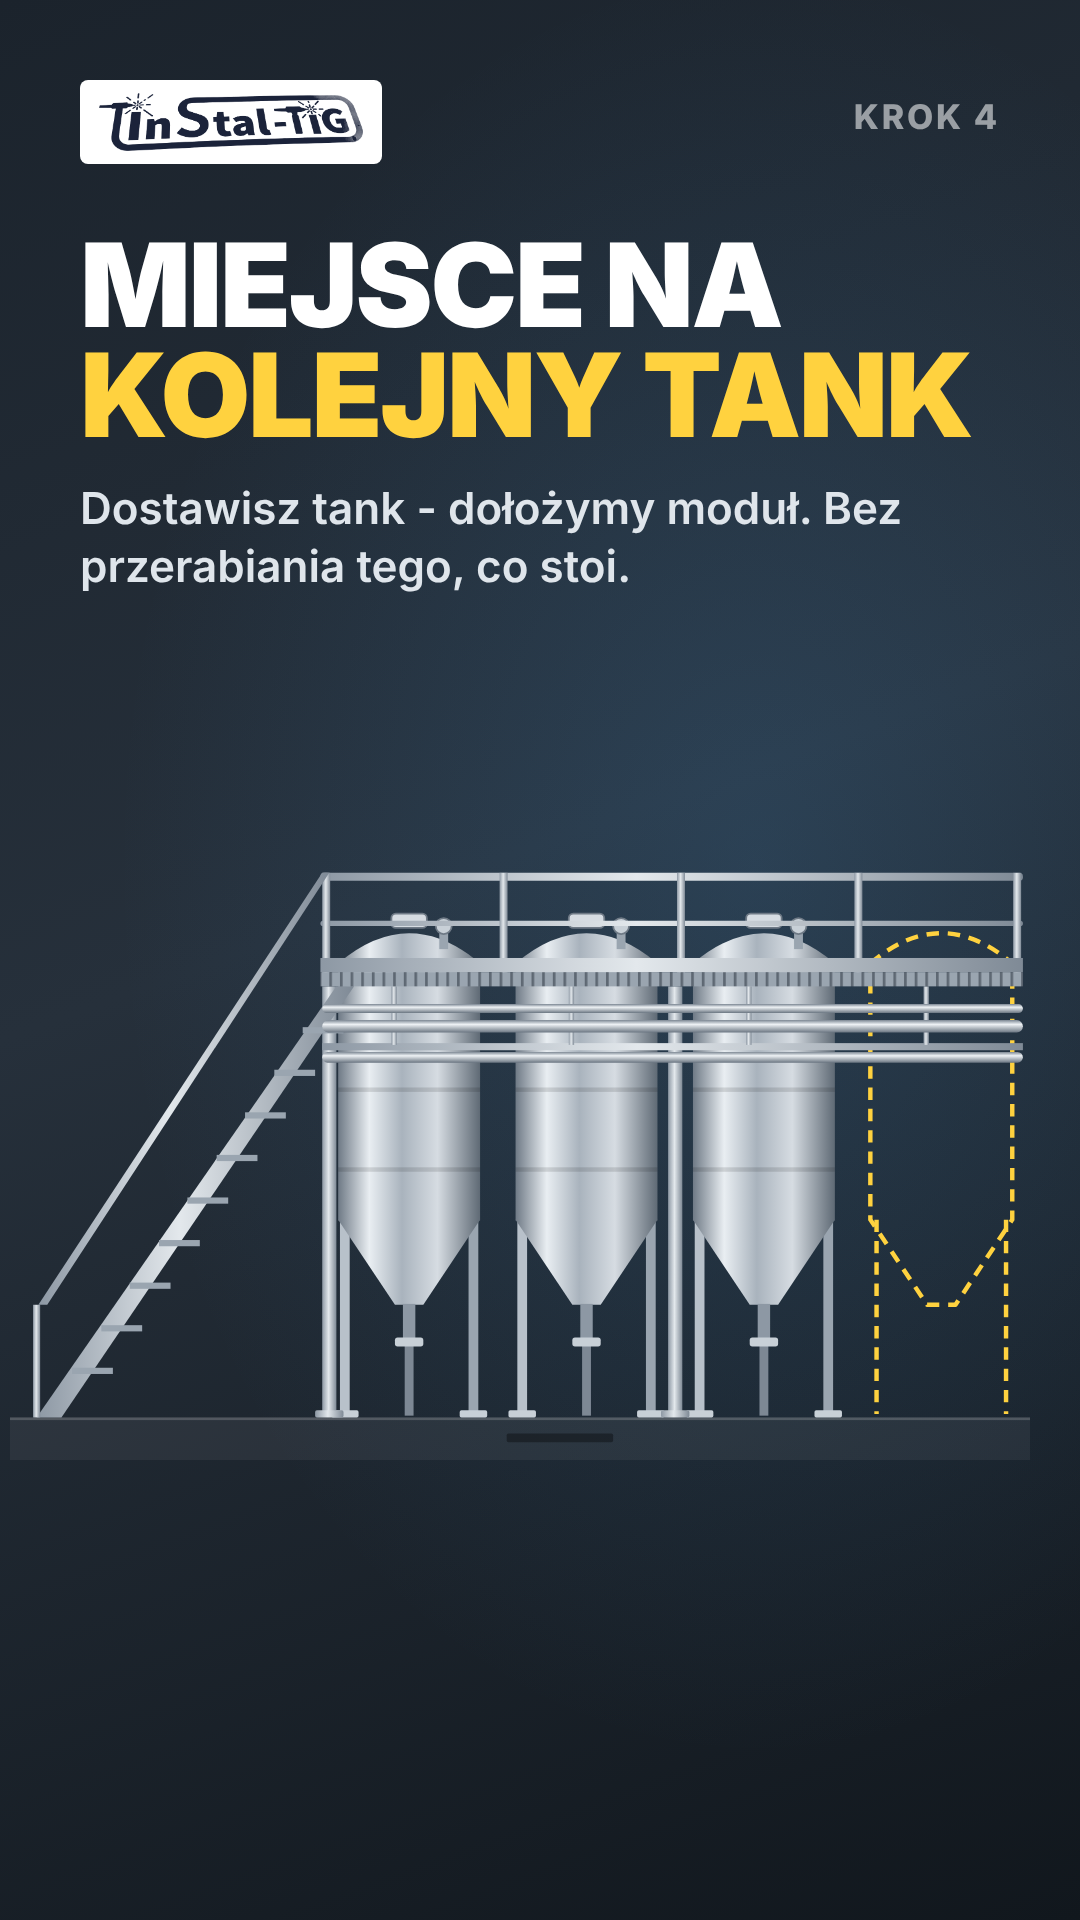 InStal-TiG
KROK 4
MIEJSCE NA
KOLEJNY TANK
Dostawisz tank - dołożymy moduł. Bez
przerabiania tego, co stoi.